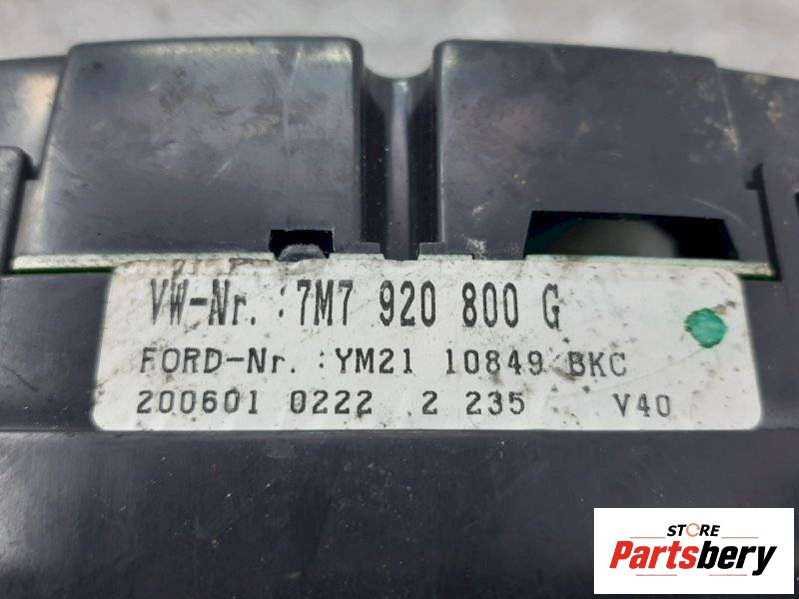 VW-Nr. :7M7 920 800 G
FORD-Nr. :YM21 10849 BKC
200601 0222 2 235 V40
STORE
Partsbery